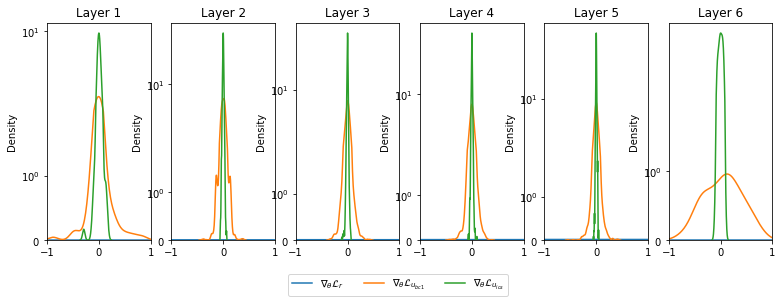 Layer 1 Layer 2 Layer 3 Layer 4 Layer 5 Layer 6
Density Density Density Density Density Density
10¹ 10¹ 10¹ 10¹ 10¹
10⁰ 10⁰ 10⁰ 10⁰ 10⁰ 10⁰
0 0 0 0 0 0
−1 0 1 −1 0 1 −1 0 1 −1 0 1 −1 0 1 −1 0 1
∇θℒr ∇θℒu_bc1 ∇θℒu_ics